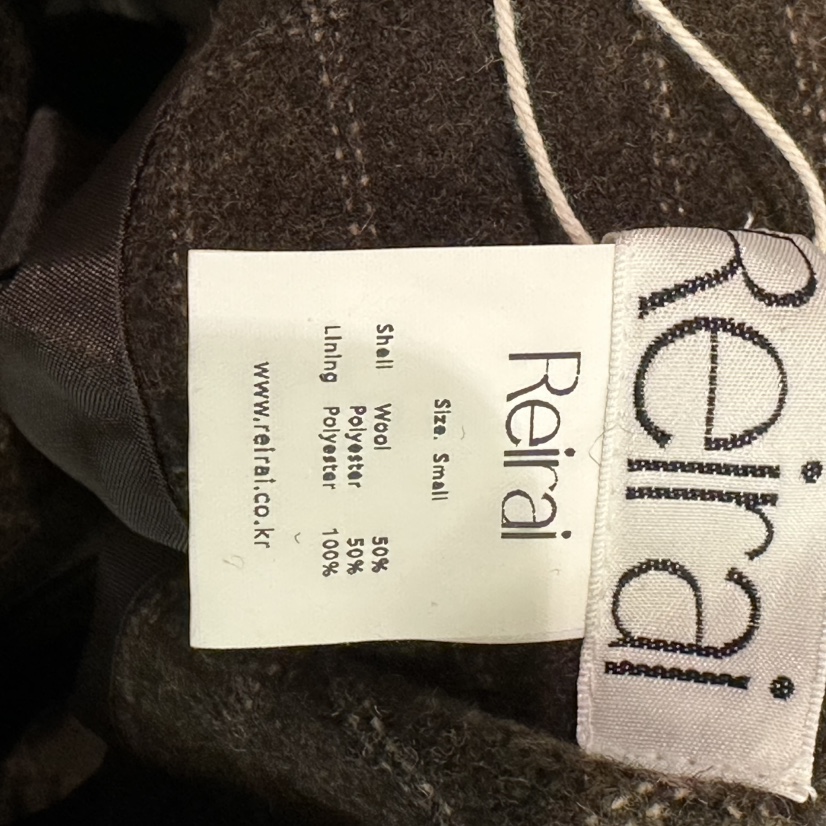 Reirai
Reirai
Size. Small
Shell Wool 50%
Polyester 50%
Lining Polyester 100%
www.reirai.co.kr